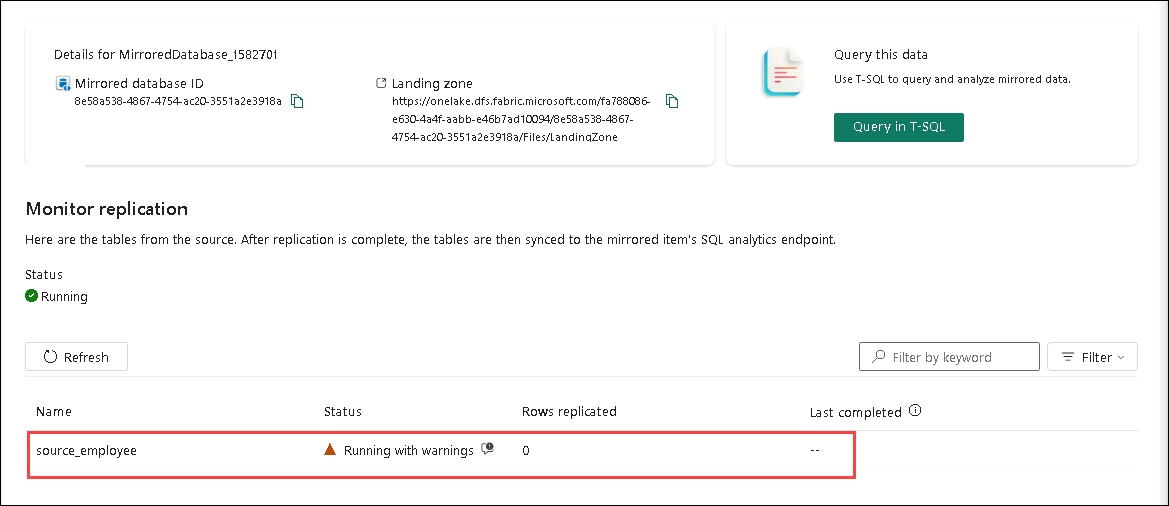 Details for MirroredDatabase_1582701
Mirrored database ID
8e58a538-4867-4754-ac20-3551a2e3918a
Landing zone
https://onelake.dfs.fabric.microsoft.com/fa788086-
e630-4a4f-aabb-e46b7ad10094/8e58a538-4867-
4754-ac20-3551a2e3918a/Files/LandingZone
Query this data
Use T-SQL to query and analyze mirrored data.
Query in T-SQL
Monitor replication
Here are the tables from the source. After replication is complete, the tables are then synced to the mirrored item's SQL analytics endpoint.
Status
Running
Refresh
Filter by keyword
Filter
Name Status Rows replicated Last completed
source_employee Running with warnings 0 --